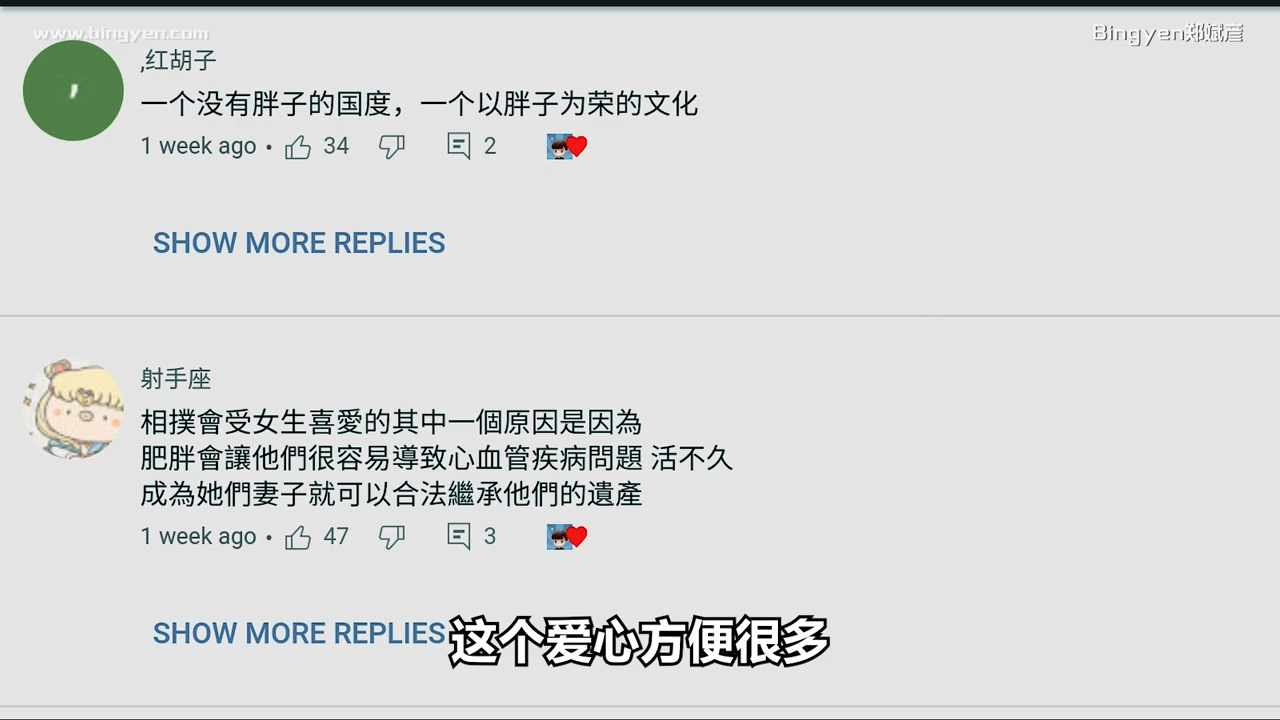 www.bingyen.com
Bingyen郑斌彦
,红胡子
一个没有胖子的国度，一个以胖子为荣的文化
1 week ago • 34 2
SHOW MORE REPLIES
射手座
相撲會受女生喜愛的其中一個原因是因為
肥胖會讓他們很容易導致心血管疾病問題 活不久
成為她們妻子就可以合法繼承他們的遺產
1 week ago • 47 3
SHOW MORE REPLIES
这个爱心方便很多